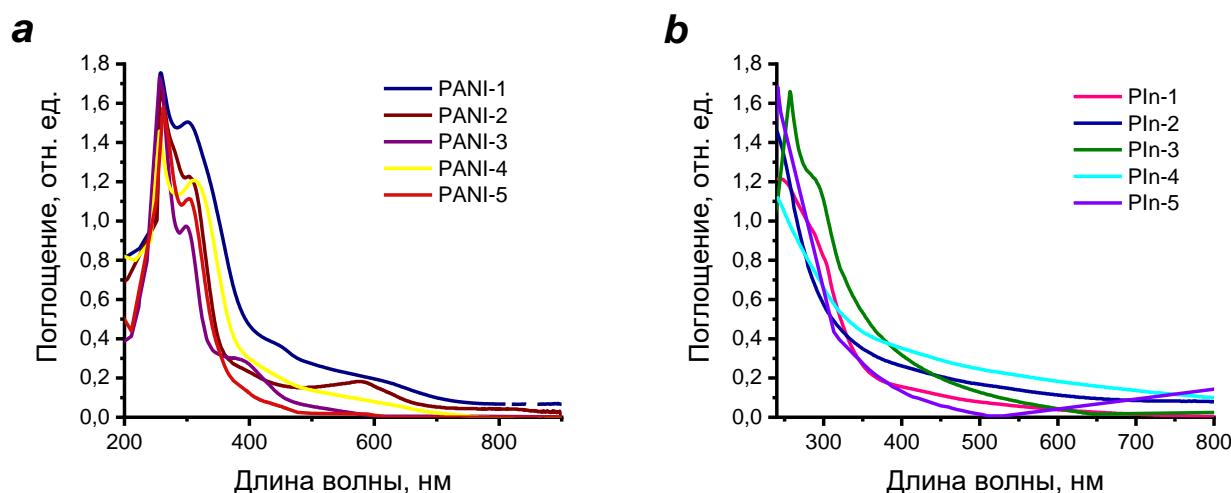 a
1,8
1,6
1,4
1,2
1,0
0,8
0,6
0,4
0,2
0,0
Поглощение, отн. ед.
PANI-1
PANI-2
PANI-3
PANI-4
PANI-5
200
400
600
800
Длина волны, нм
b
1,8
1,6
1,4
1,2
1,0
0,8
0,6
0,4
0,2
0,0
Поглощение, отн. ед.
PIn-1
PIn-2
PIn-3
PIn-4
PIn-5
300
400
500
600
700
800
Длина волны, нм